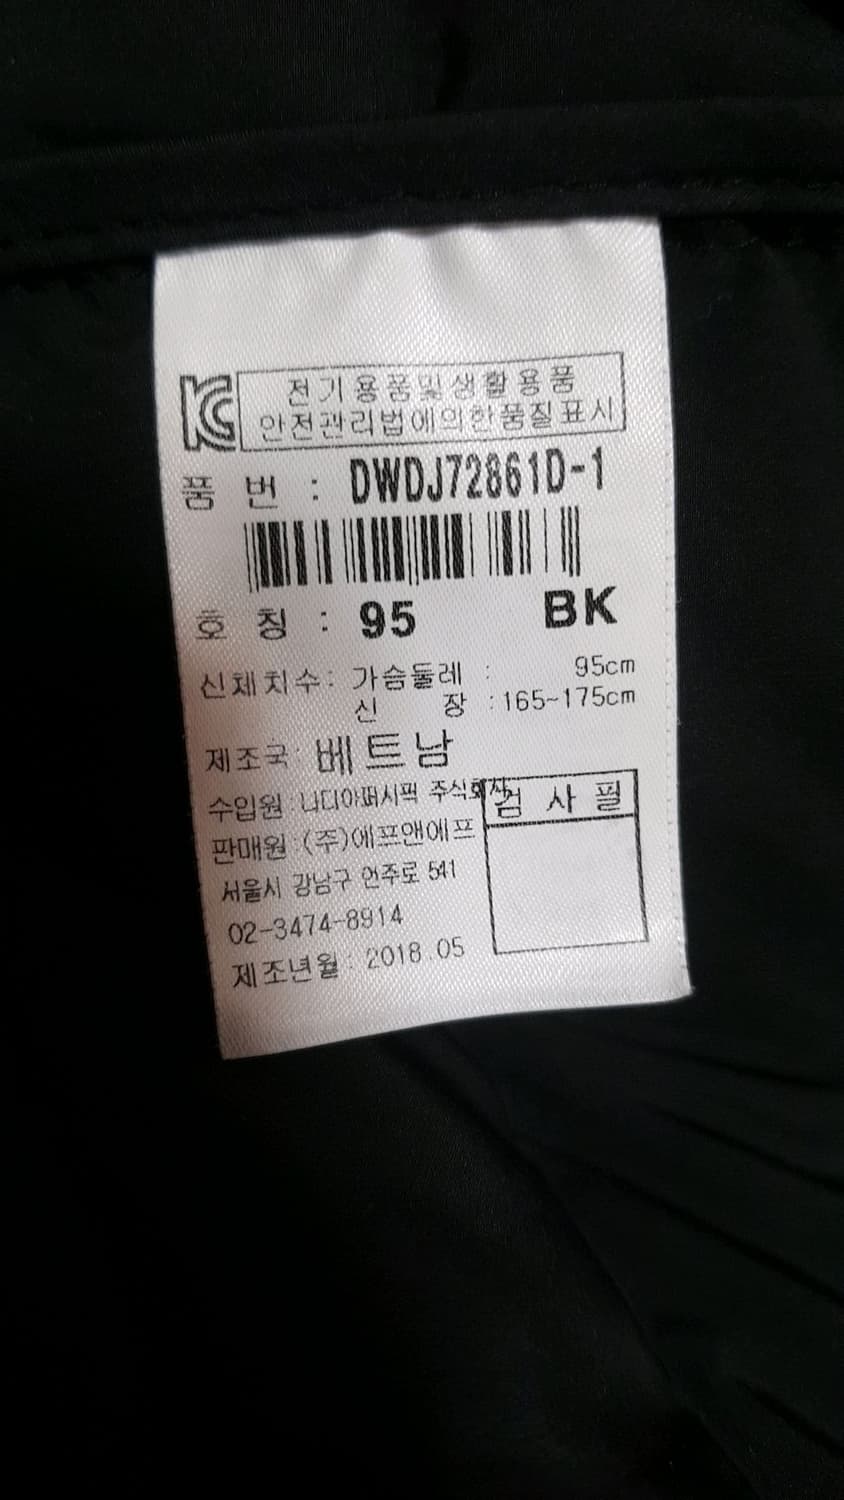 KC 전기용품및생활용품
안전관리법에의한품질표시
품 번 : DWDJ72861D-1
호 칭 : 95 BK
신체치수: 가슴둘레 : 95cm
신 장 :165~175cm
제조국: 베트남
수입원: 나디아퍼시픽 주식회사
검 사 필
판매원:(주)에프앤에프
서울시 강남구 언주로 541
02-3474-8914
제조년월: 2018.05